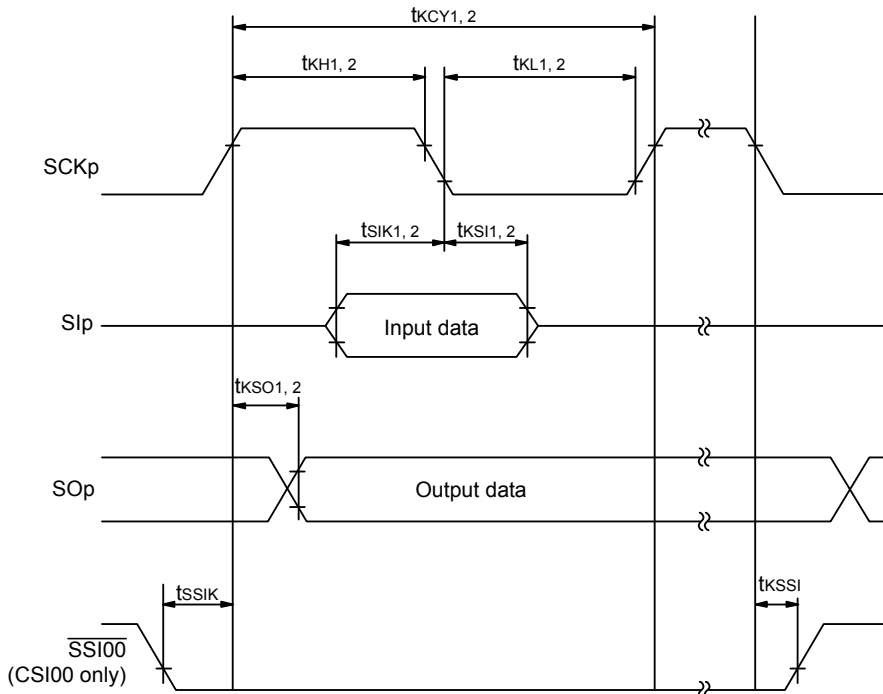 tKCY1, 2
tKH1, 2
tKL1, 2
SCKp
tSIK1, 2
tKSI1, 2
SIp
Input data
tKSO1, 2
SOp
Output data
tSSIK
tKSSI
SSI00
(CSI00 only)